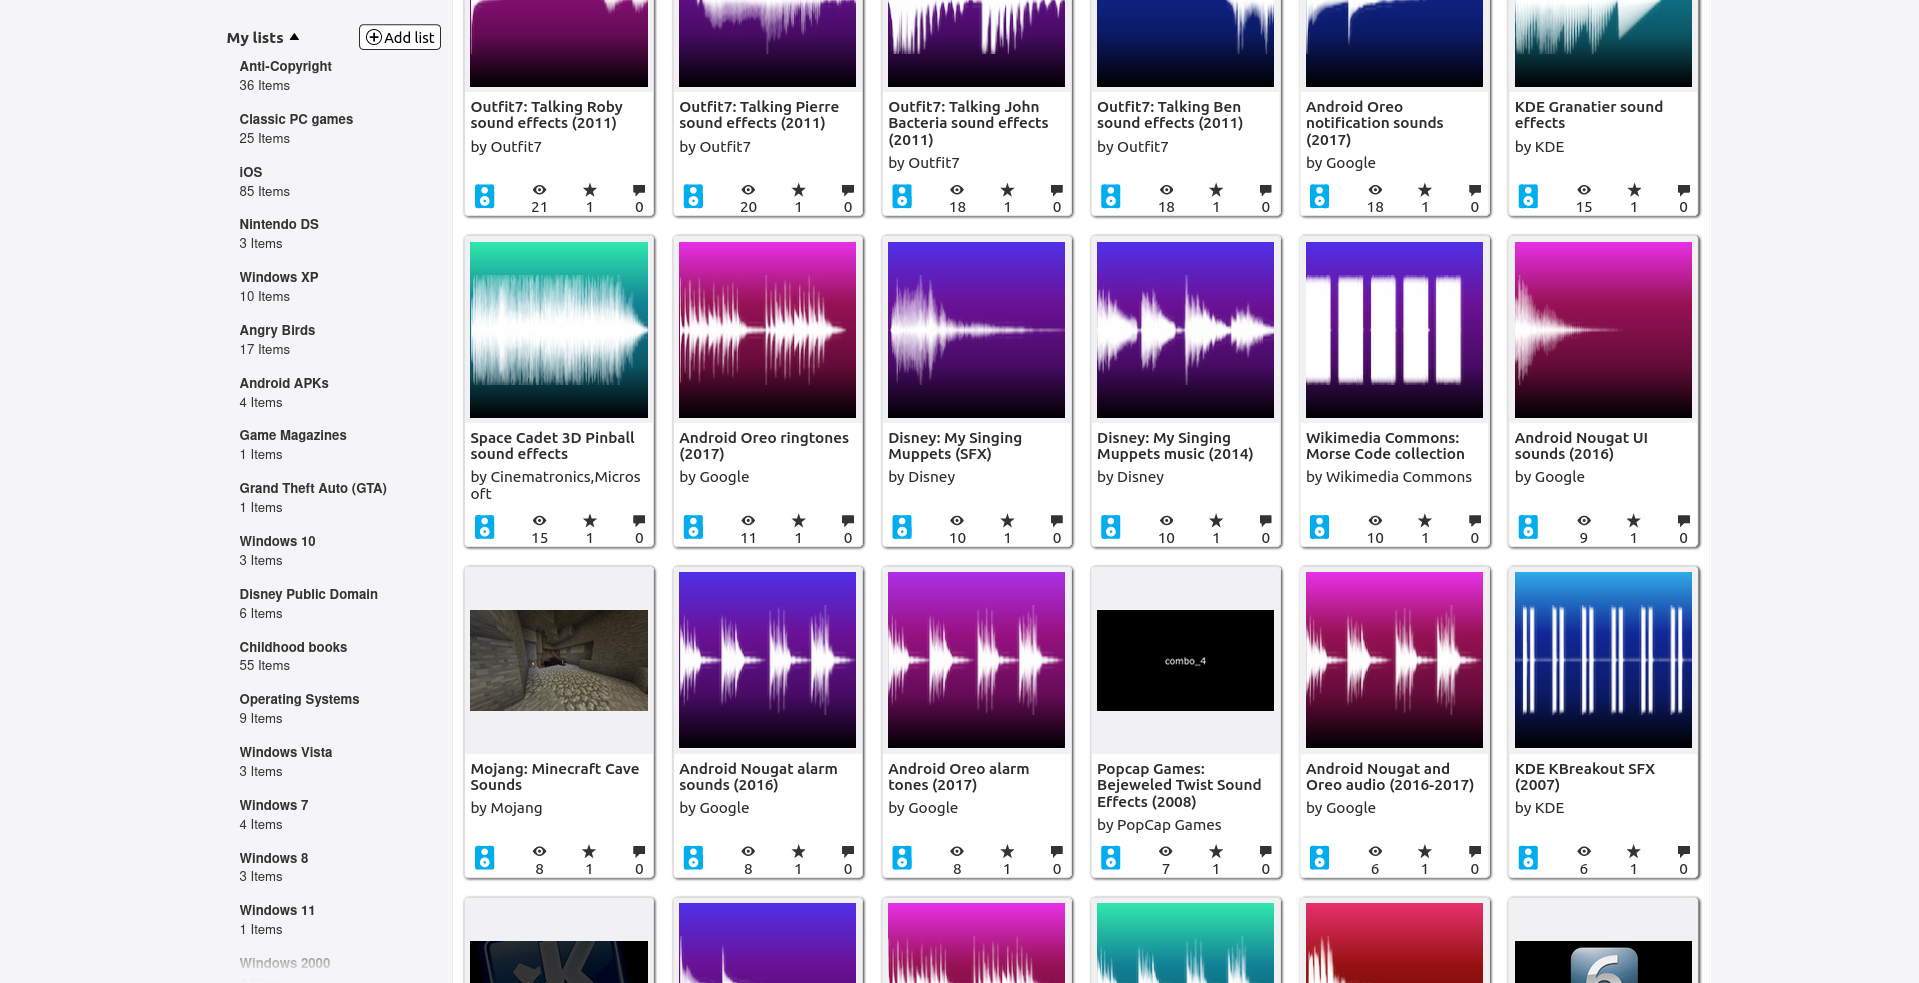 My lists
Add list
Anti-Copyright
36 Items
Classic PC games
25 Items
iOS
85 Items
Nintendo DS
3 Items
Windows XP
10 Items
Angry Birds
17 Items
Android APKs
4 Items
Game Magazines
1 Items
Grand Theft Auto (GTA)
1 Items
Windows 10
3 Items
Disney Public Domain
6 Items
Childhood books
55 Items
Operating Systems
9 Items
Windows Vista
3 Items
Windows 7
4 Items
Windows 8
3 Items
Windows 11
1 Items
Windows 2000
Outfit7: Talking Roby
sound effects (2011)
by Outfit7
21 1 0
Outfit7: Talking Pierre
sound effects (2011)
by Outfit7
20 1 0
Outfit7: Talking John
Bacteria sound effects
(2011)
by Outfit7
18 1 0
Outfit7: Talking Ben
sound effects (2011)
by Outfit7
18 1 0
Android Oreo
notification sounds
(2017)
by Google
18 1 0
KDE Granatier sound
effects
by KDE
15 1 0
Space Cadet 3D Pinball
sound effects
by Cinematronics,Micros
oft
15 1 0
Android Oreo ringtones
(2017)
by Google
11 1 0
Disney: My Singing
Muppets (SFX)
by Disney
10 1 0
Disney: My Singing
Muppets music (2014)
by Disney
10 1 0
Wikimedia Commons:
Morse Code collection
by Wikimedia Commons
10 1 0
Android Nougat UI
sounds (2016)
by Google
9 1 0
Mojang: Minecraft Cave
Sounds
by Mojang
8 1 0
Android Nougat alarm
sounds (2016)
by Google
8 1 0
Android Oreo alarm
tones (2017)
by Google
8 1 0
combo_4
Popcap Games:
Bejeweled Twist Sound
Effects (2008)
by PopCap Games
7 1 0
Android Nougat and
Oreo audio (2016-2017)
by Google
6 1 0
KDE KBreakout SFX
(2007)
by KDE
6 1 0
K
6